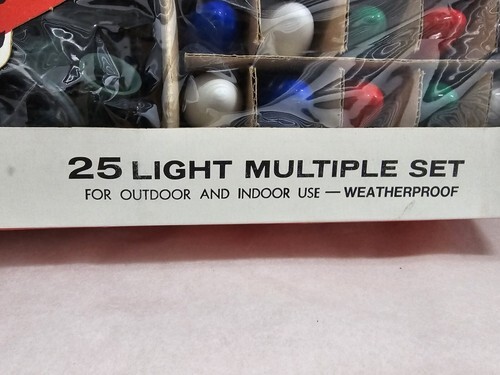 25 LIGHT MULTIPLE SET
FOR OUTDOOR AND INDOOR USE — WEATHERPROOF